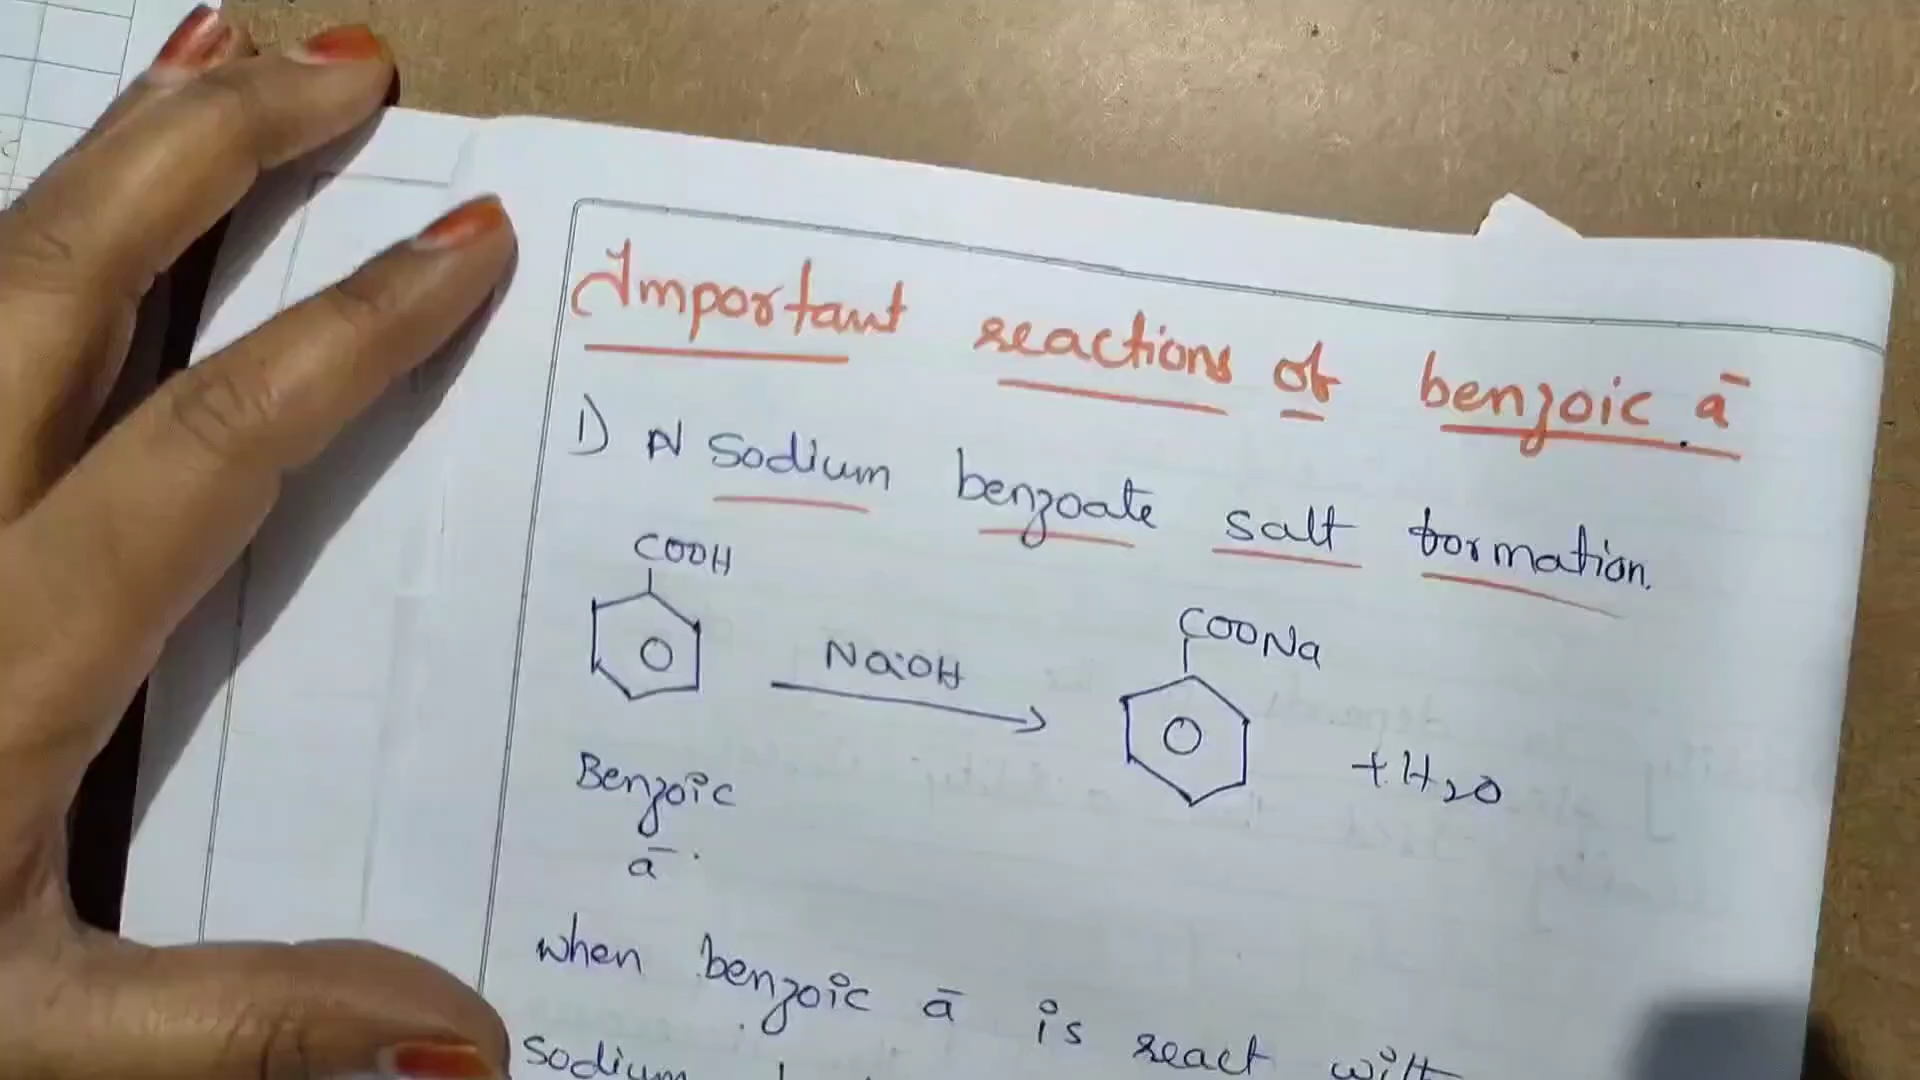 Important reactions of benzoic ā
1) N Sodium benzoate salt formation.
COOH
COONa
NaOH
+ H2O
Benzoic
ā
when benzoic ā is react with
sodium